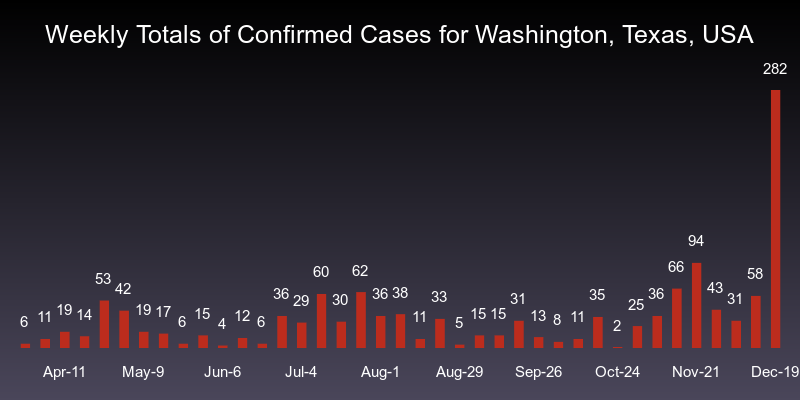 Weekly Totals of Confirmed Cases for Washington, Texas, USA
6 11 19 14 53 42 19 17 6 15 4 12 6 36 29 60 30 62 36 38 11 33 5 15 15 31 13 8 11 35 2 25 36 66 94 43 31 58 282
Apr-11 May-9 Jun-6 Jul-4 Aug-1 Aug-29 Sep-26 Oct-24 Nov-21 Dec-19